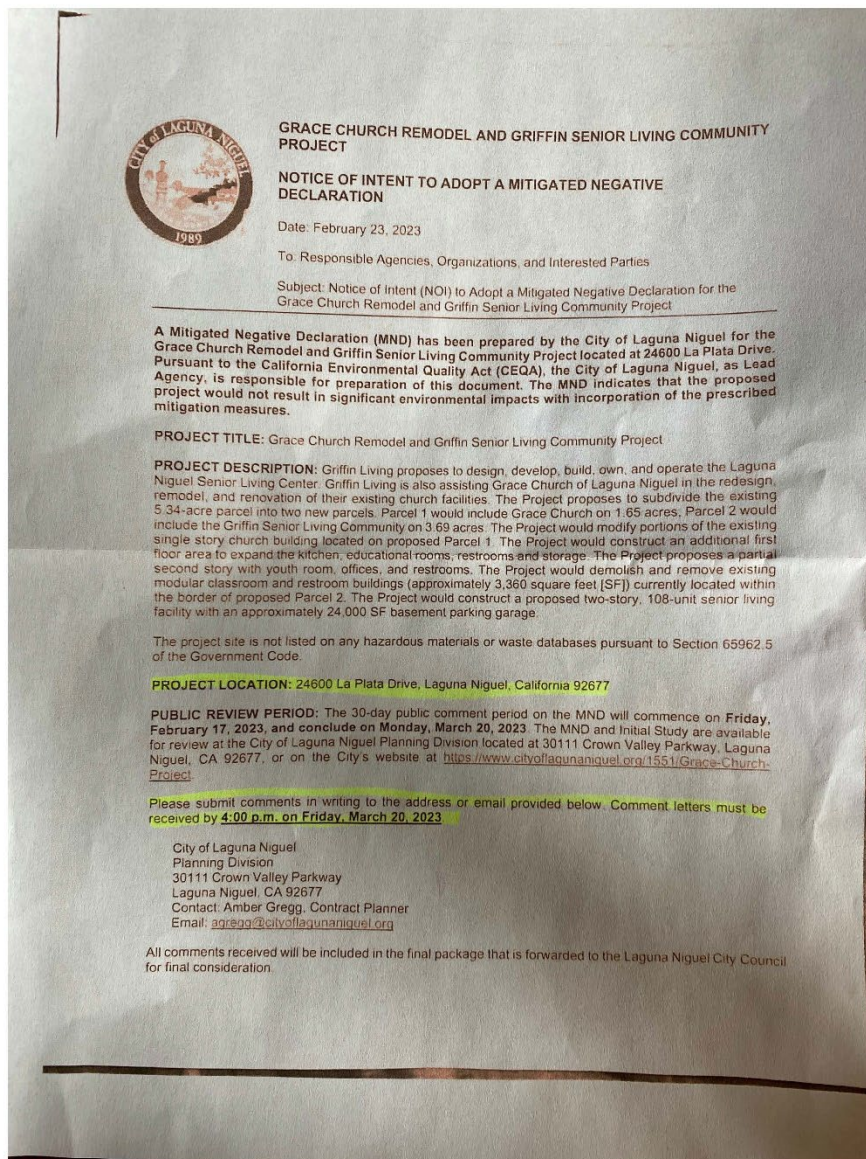 CITY of LAGUNA NIGUEL
1989
GRACE CHURCH REMODEL AND GRIFFIN SENIOR LIVING COMMUNITY
PROJECT
NOTICE OF INTENT TO ADOPT A MITIGATED NEGATIVE
DECLARATION
Date: February 23, 2023
To: Responsible Agencies, Organizations, and Interested Parties
Subject: Notice of Intent (NOI) to Adopt a Mitigated Negative Declaration for the
Grace Church Remodel and Griffin Senior Living Community Project
A Mitigated Negative Declaration (MND) has been prepared by the City of Laguna Niguel for the
Grace Church Remodel and Griffin Senior Living Community Project located at 24600 La Plata Drive.
Pursuant to the California Environmental Quality Act (CEQA), the City of Laguna Niguel, as Lead
Agency, is responsible for preparation of this document. The MND indicates that the proposed
project would not result in significant environmental impacts with incorporation of the prescribed
mitigation measures.
PROJECT TITLE: Grace Church Remodel and Griffin Senior Living Community Project
PROJECT DESCRIPTION: Griffin Living proposes to design, develop, build, own, and operate the Laguna
Niguel Senior Living Center. Griffin Living is also assisting Grace Church of Laguna Niguel in the redesign,
remodel, and renovation of their existing church facilities. The Project proposes to subdivide the existing
5.34-acre parcel into two new parcels. Parcel 1 would include Grace Church on 1.65 acres, Parcel 2 would
include the Griffin Senior Living Community on 3.69 acres. The Project would modify portions of the existing
single story church building located on proposed Parcel 1. The Project would construct an additional first
floor area to expand the kitchen, educational rooms, restrooms and storage. The Project proposes a partial
second story with youth room, offices, and restrooms. The Project would demolish and remove existing
modular classroom and restroom buildings (approximately 3,360 square feet [SF]) currently located within
the border of proposed Parcel 2. The Project would construct a proposed two-story, 108-unit senior living
facility with an approximately 24,000 SF basement parking garage.
The project site is not listed on any hazardous materials or waste databases pursuant to Section 65962.5
of the Government Code.
PROJECT LOCATION: 24600 La Plata Drive, Laguna Niguel, California 92677
PUBLIC REVIEW PERIOD: The 30-day public comment period on the MND will commence on Friday,
February 17, 2023, and conclude on Monday, March 20, 2023. The MND and Initial Study are available
for review at the City of Laguna Niguel Planning Division located at 30111 Crown Valley Parkway, Laguna
Niguel, CA 92677, or on the City's website at https://www.cityoflagunaniguel.org/1551/Grace-Church-
Project.
Please submit comments in writing to the address or email provided below. Comment letters must be
received by 4:00 p.m. on Friday, March 20, 2023.
City of Laguna Niguel
Planning Division
30111 Crown Valley Parkway
Laguna Niguel, CA 92677
Contact: Amber Gregg, Contract Planner
Email: agregg@cityoflagunaniguel.org
All comments received will be included in the final package that is forwarded to the Laguna Niguel City Council
for final consideration.